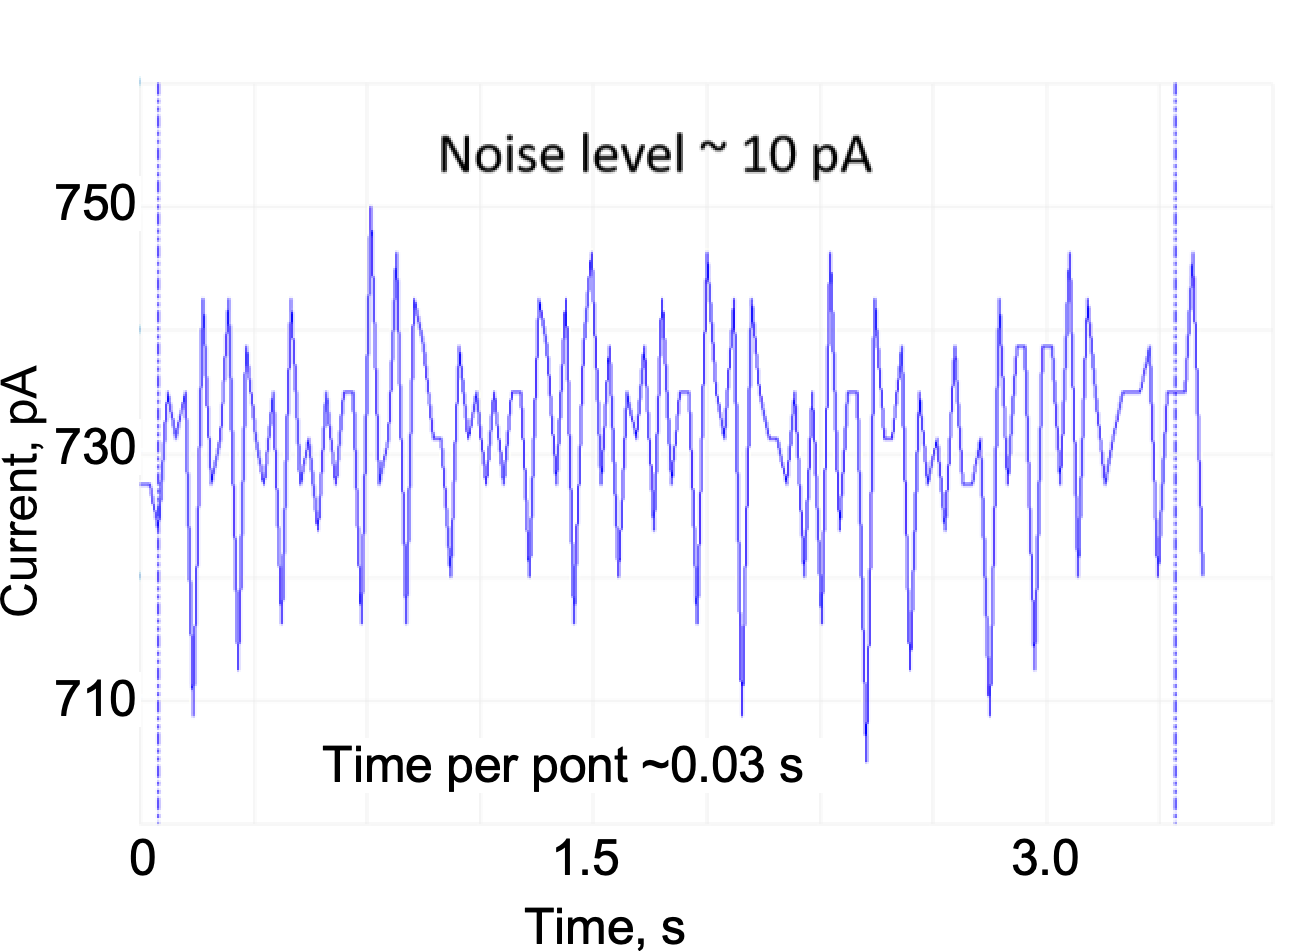 Noise level ~ 10 pA
750
730
710
Current, pA
Time per pont ~0.03 s
0 1.5 3.0
Time, s